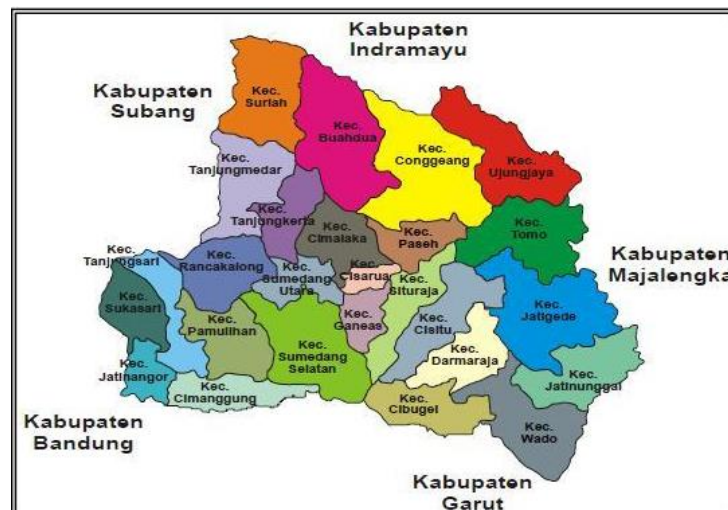 Kabupaten
Indramayu
Kabupaten
Subang
Kec.
Suriah
Kec.
Buahdua
Kec.
Conggeang
Kec.
Ujungjaya
Kec.
Tanjungmedar
Kec.
Tanjungkerta
Kec.
Cimalaka
Kec.
Paseh
Kec.
Tomo
Kabupaten
Majalengka
Kec.
Tanjungsari
Kec.
Rancakalong
Kec.
Sumedang
Utara
Kec.
Cisarua
Kec.
Situraja
Kec.
Jatigede
Kec.
Sukasari
Kec.
Pamulihan
Kec.
Ganeas
Kec.
Cisitu
Kec.
Sumedang
Selatan
Kec.
Darmaraja
Kec.
Jatinangor
Kec.
Cimanggung
Kec.
Jatinunggal
Kec.
Cibugel
Kec.
Wado
Kabupaten
Bandung
Kabupaten
Garut